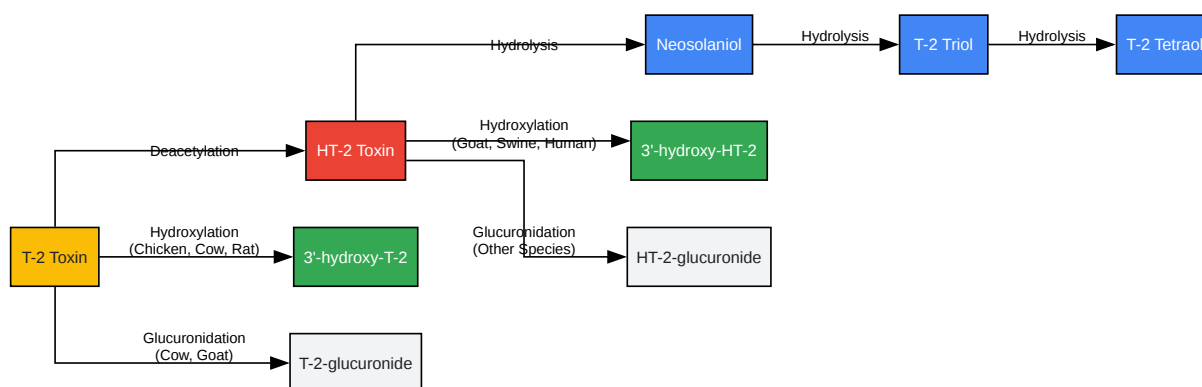 Hydrolysis
Neosolaniol
Hydrolysis
T-2 Triol
Hydrolysis
T-2 Tetraol
Deacetylation
HT-2 Toxin
Hydroxylation
(Goat, Swine, Human)
3'-hydroxy-HT-2
T-2 Toxin
Hydroxylation
(Chicken, Cow, Rat)
3'-hydroxy-T-2
Glucuronidation
(Other Species)
HT-2-glucuronide
Glucuronidation
(Cow, Goat)
T-2-glucuronide